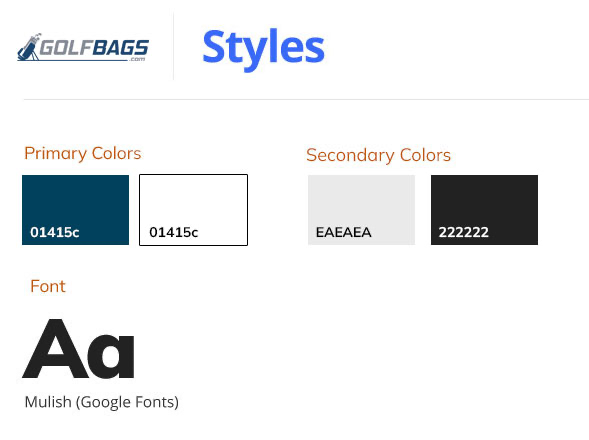 GOLFBAGS
.com
Styles
Primary Colors
Secondary Colors
01415c
01415c
EAEAEA
222222
Font
Aa
Mulish (Google Fonts)